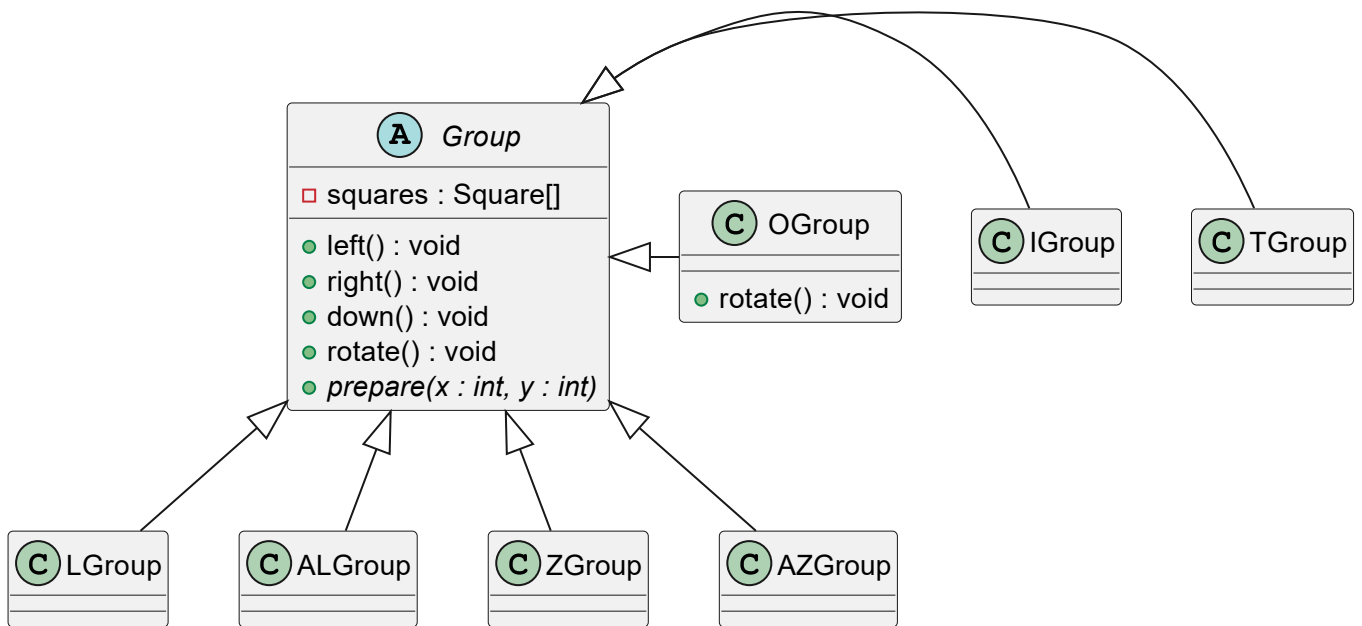 A Group
squares : Square[]
left() : void
right() : void
down() : void
rotate() : void
prepare(x : int, y : int)
C OGroup
rotate() : void
C IGroup
C TGroup
C LGroup
C ALGroup
C ZGroup
C AZGroup